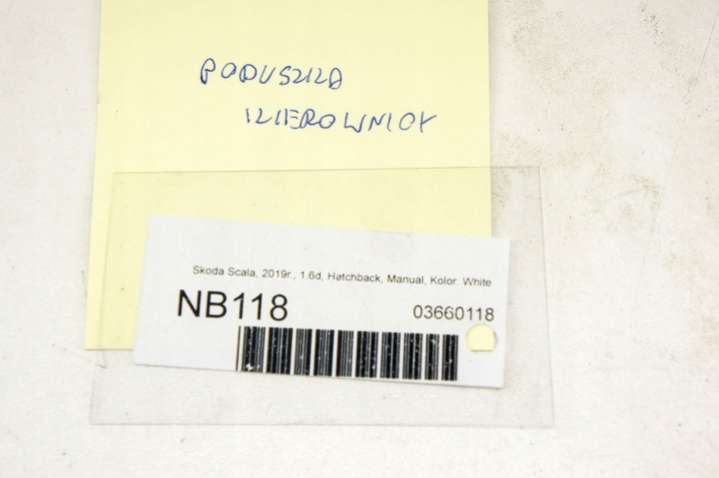 PODUSZKA
KIEROWNICY
Skoda Scala, 2019r., 1.6d, Hatchback, Manual, Kolor: White
NB118
03660118